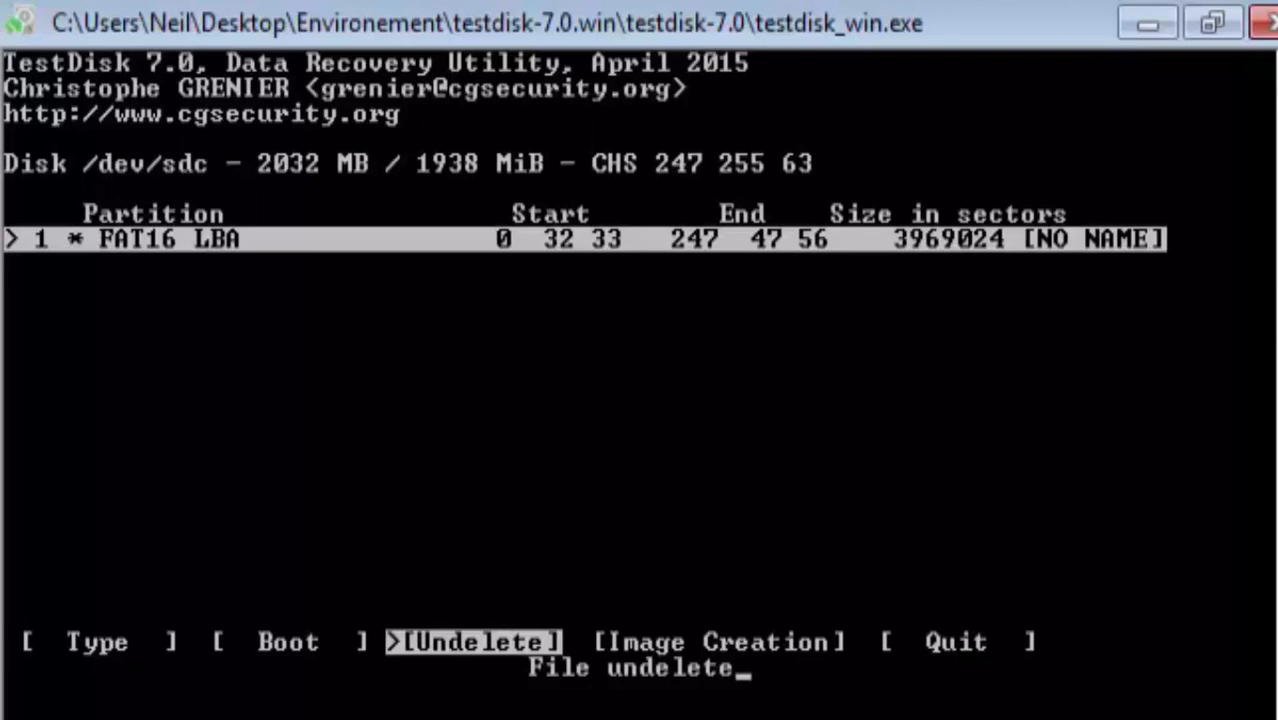 C:\Users\Neil\Desktop\Environement\testdisk-7.0.win\testdisk-7.0\testdisk_win.exe
TestDisk 7.0, Data Recovery Utility, April 2015
Christophe GRENIER <grenier@cgsecurity.org>
http://www.cgsecurity.org
Disk /dev/sdc - 2032 MB / 1938 MiB - CHS 247 255 63
Partition Start End Size in sectors
> 1 * FAT16 LBA 0 32 33 247 47 56 3969024 [NO NAME]
[ Type ] [ Boot ] >[Undelete] [Image Creation] [ Quit ]
File undelete_